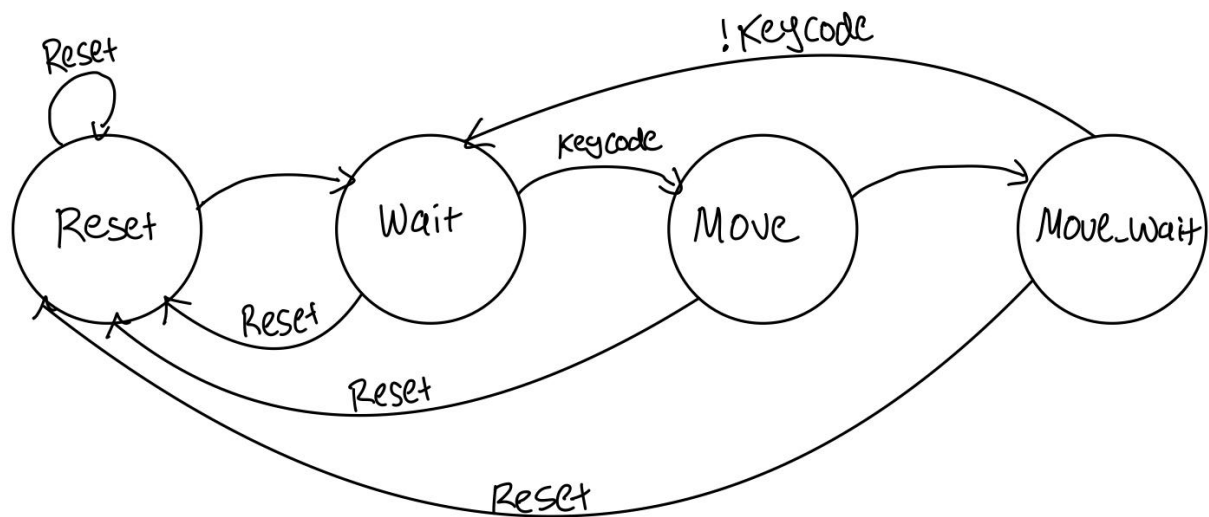 !Keycode
Reset
Keycode
Reset
Wait
Move
Move_Wait
Reset
Reset
Reset